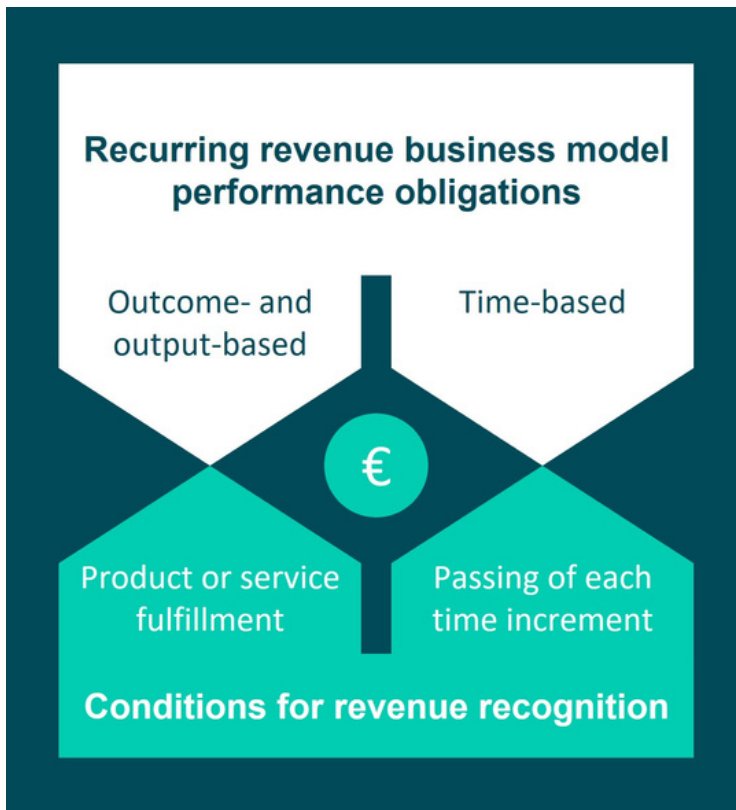 Recurring revenue business model
performance obligations
Outcome- and
output-based
Time-based
€
Product or service
fulfillment
Passing of each
time increment
Conditions for revenue recognition